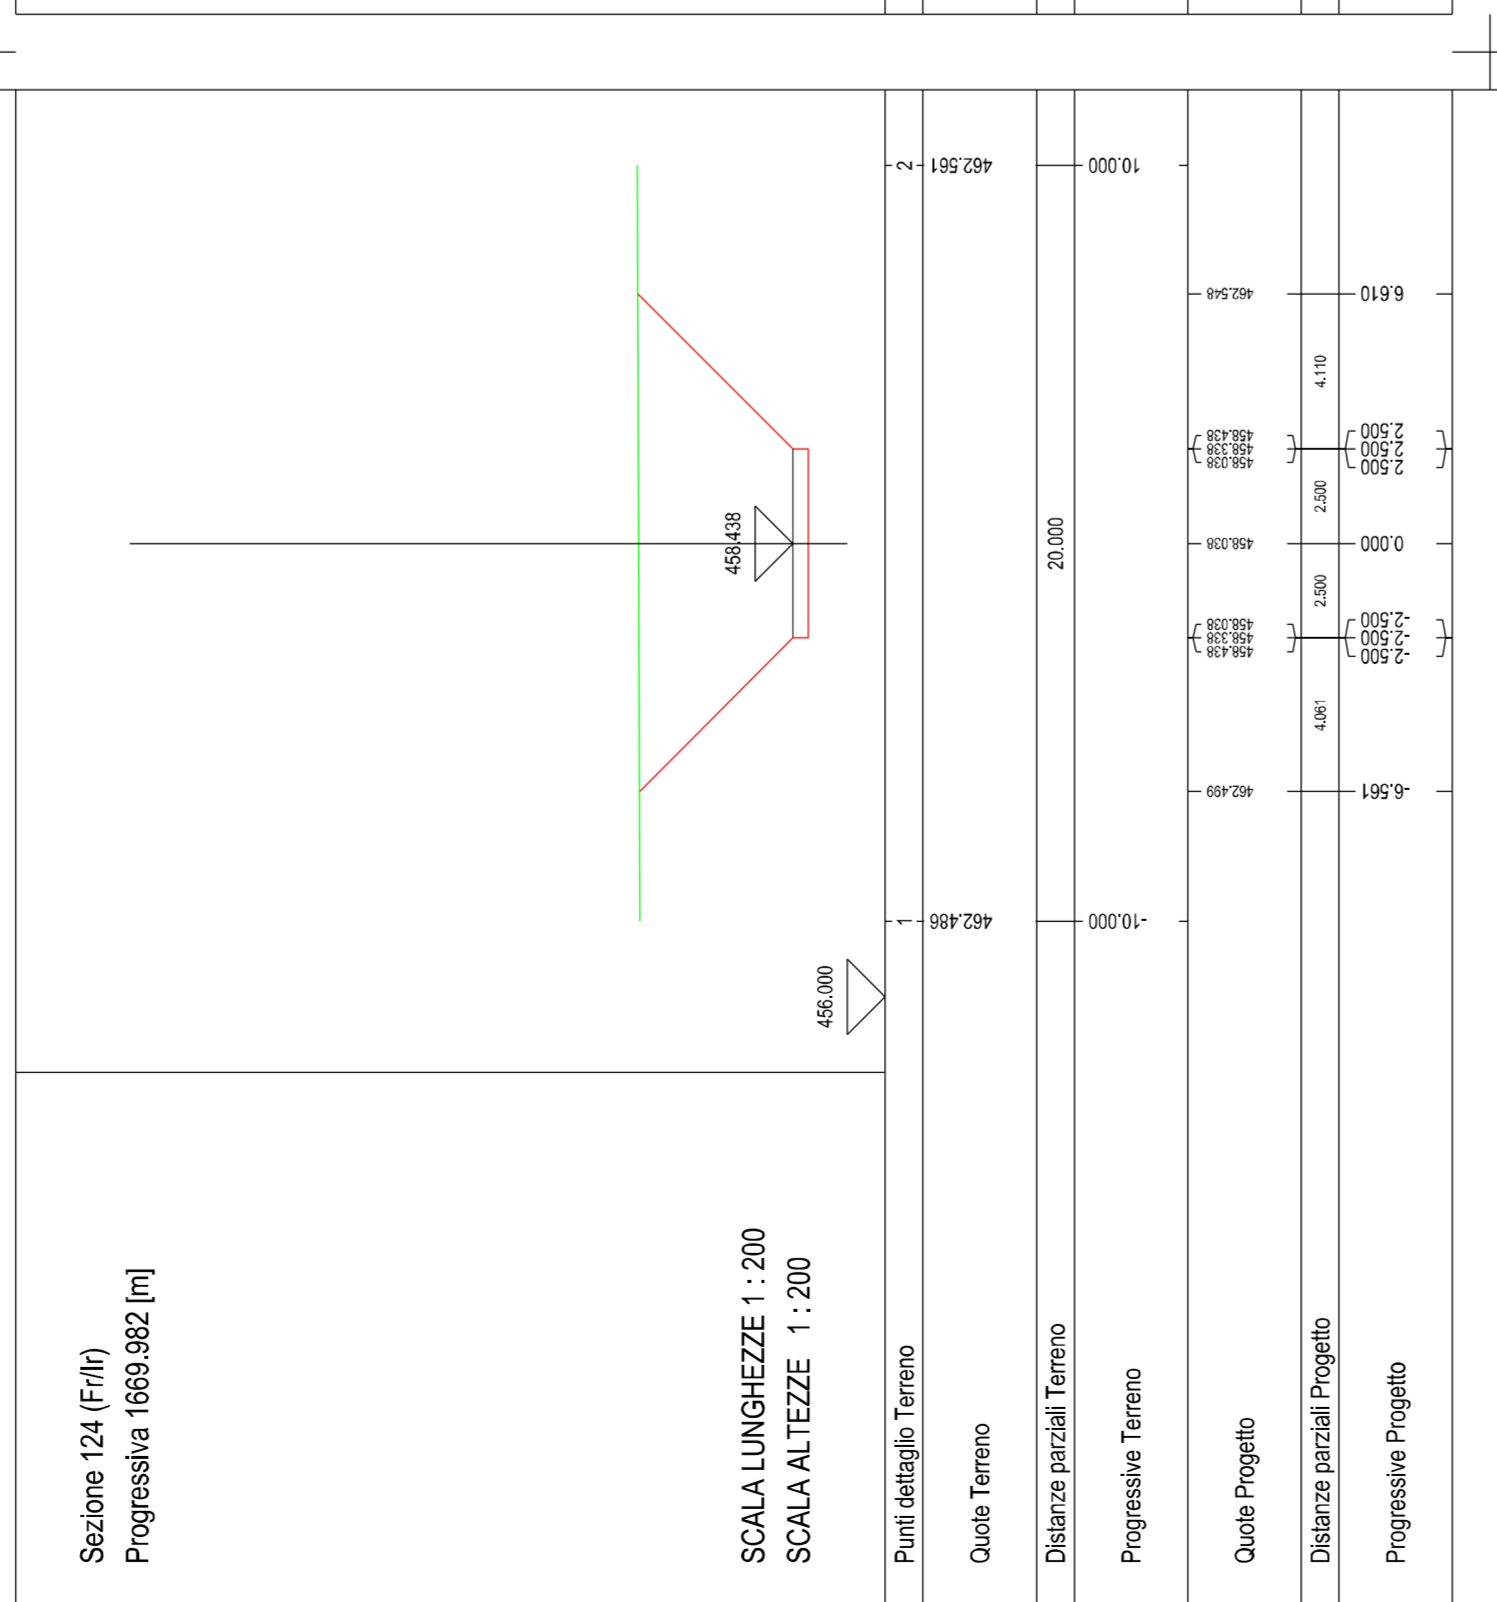 Sezione 124 (Fr/Ir)
Progressiva 1669.982 [m]
458.438
456.000
SCALA LUNGHEZZE 1 : 200
SCALA ALTEZZE 1 : 200
Punti dettaglio Terreno 1 2
Quote Terreno 462.486 462.561
Distanze parziali Terreno 20.000
Progressive Terreno -10.000 10.000
Quote Progetto 462.499 458.438 458.338 458.038 458.038 458.038 458.338 458.438 462.548
Distanze parziali Progetto 4.061 2.500 2.500 4.110
Progressive Progetto -6.561 -2.500 -2.500 -2.500 0.000 2.500 2.500 2.500 6.610